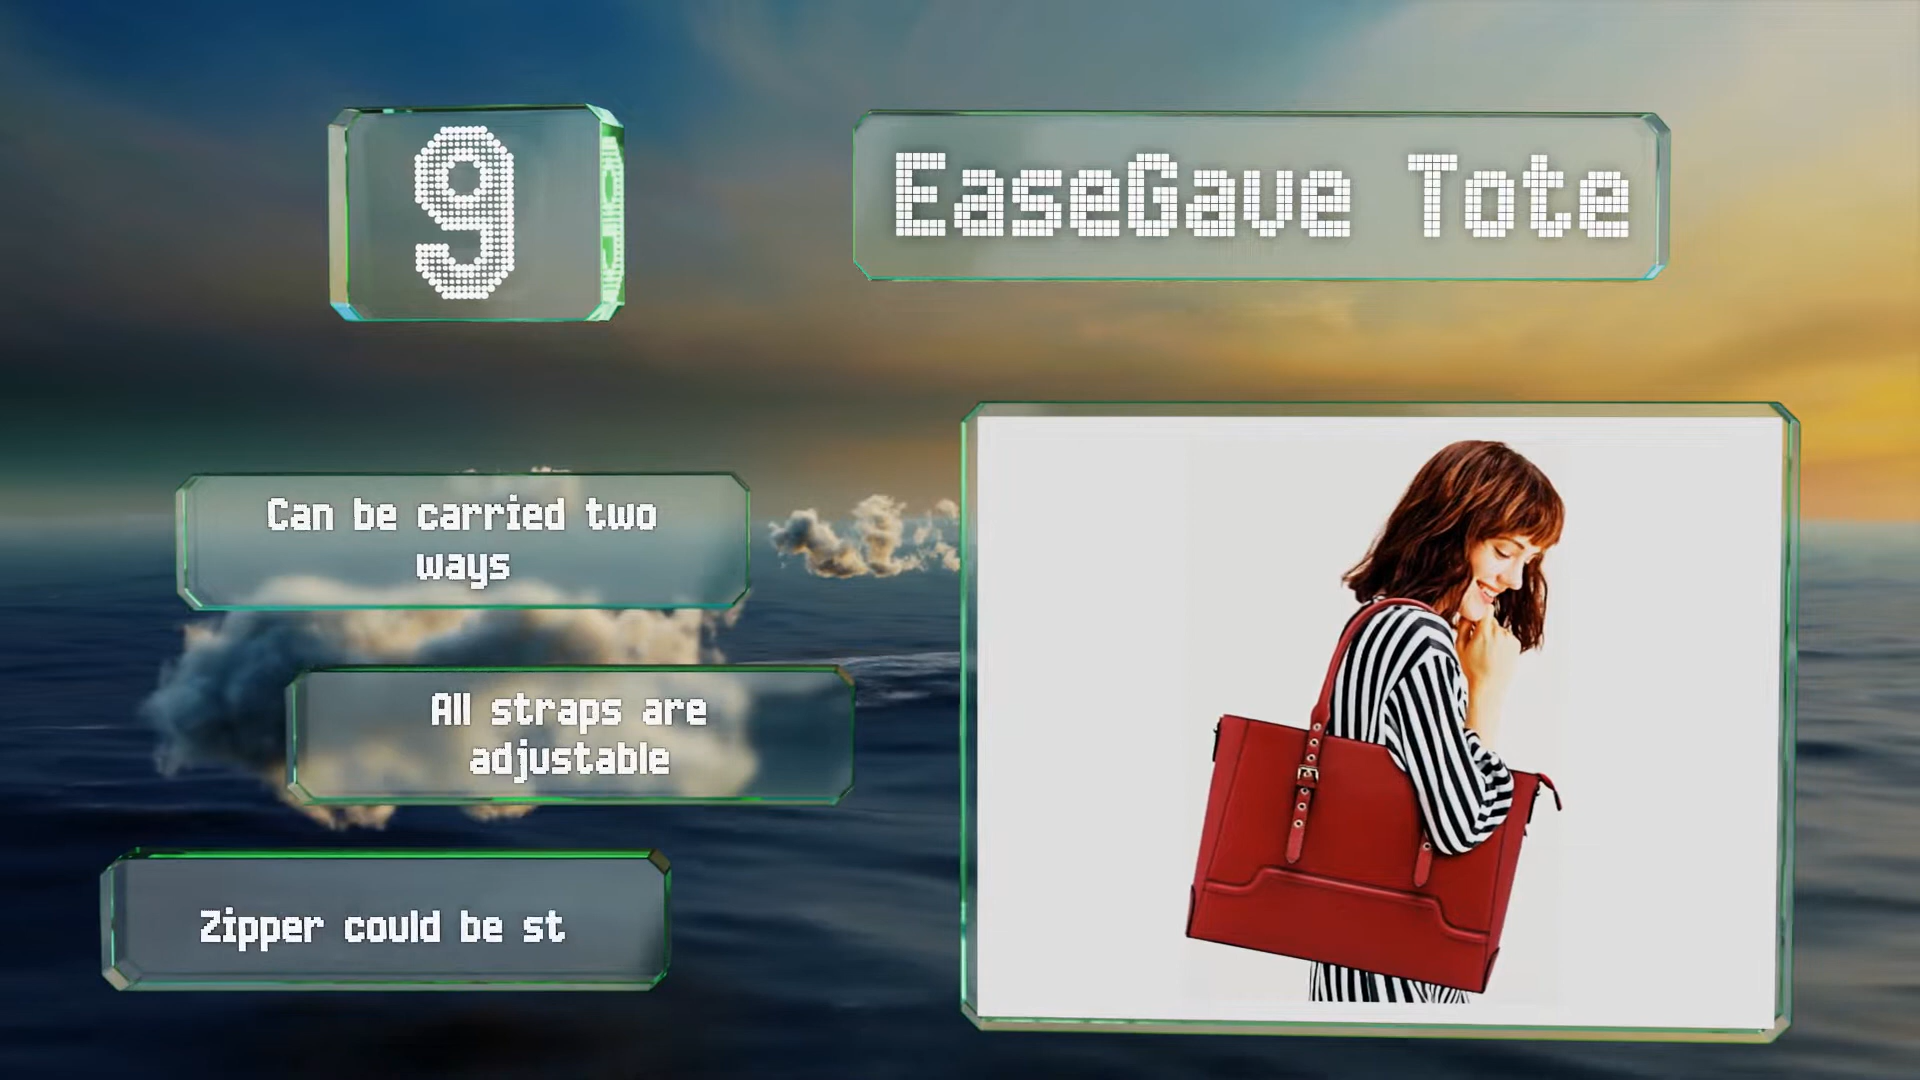 9
EaseGave Tote
Can be carried two
ways
All straps are
adjustable
Zipper could be st